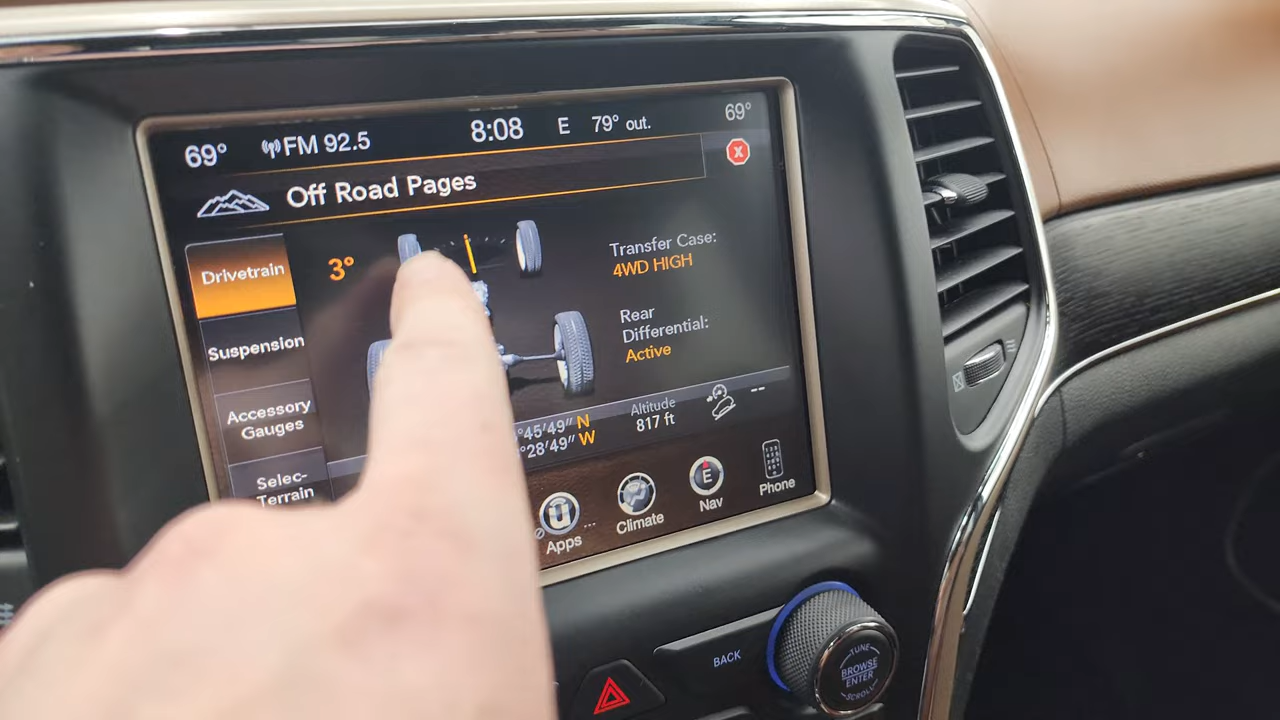 69° FM 92.5 8:08 E 79° out. 69°
X
Off Road Pages
Drivetrain
3°
Transfer Case:
4WD HIGH
Suspension
Rear
Differential:
Active
Accessory
Gauges
°45'49" N
°28'49" W
Altitude
817 ft
--
Selec-
Terrain
Apps
...
Climate
E
Nav
Phone
BACK
TUNE
BROWSE
ENTER
SCROLL